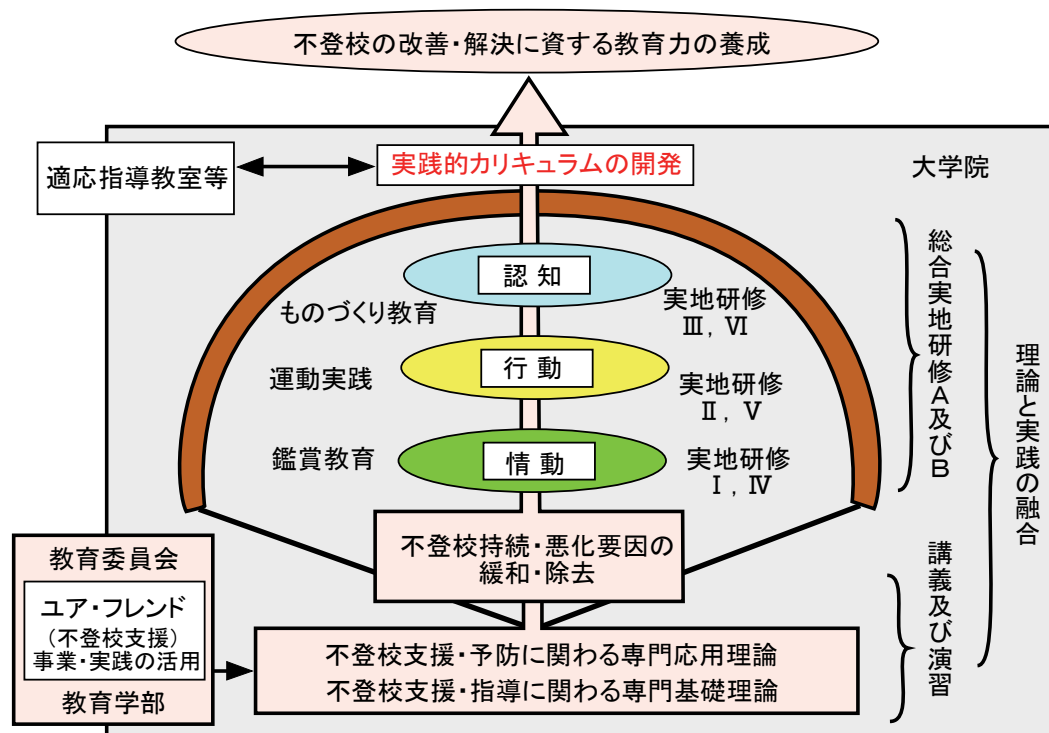 不登校の改善・解決に資する教育力の養成
適応指導教室等
実践的カリキュラムの開発
大学院
認知
ものづくり教育
実地研修
Ⅲ，Ⅵ
行動
運動実践
実地研修
Ⅱ，Ⅴ
情動
鑑賞教育
実地研修
Ⅰ，Ⅳ
総合実地研修A及びB
理論と実践の融合
不登校持続・悪化要因の
緩和・除去
講義及び演習
教育委員会
ユア・フレンド
（不登校支援）
事業・実践の活用
教育学部
不登校支援・予防に関わる専門応用理論
不登校支援・指導に関わる専門基礎理論